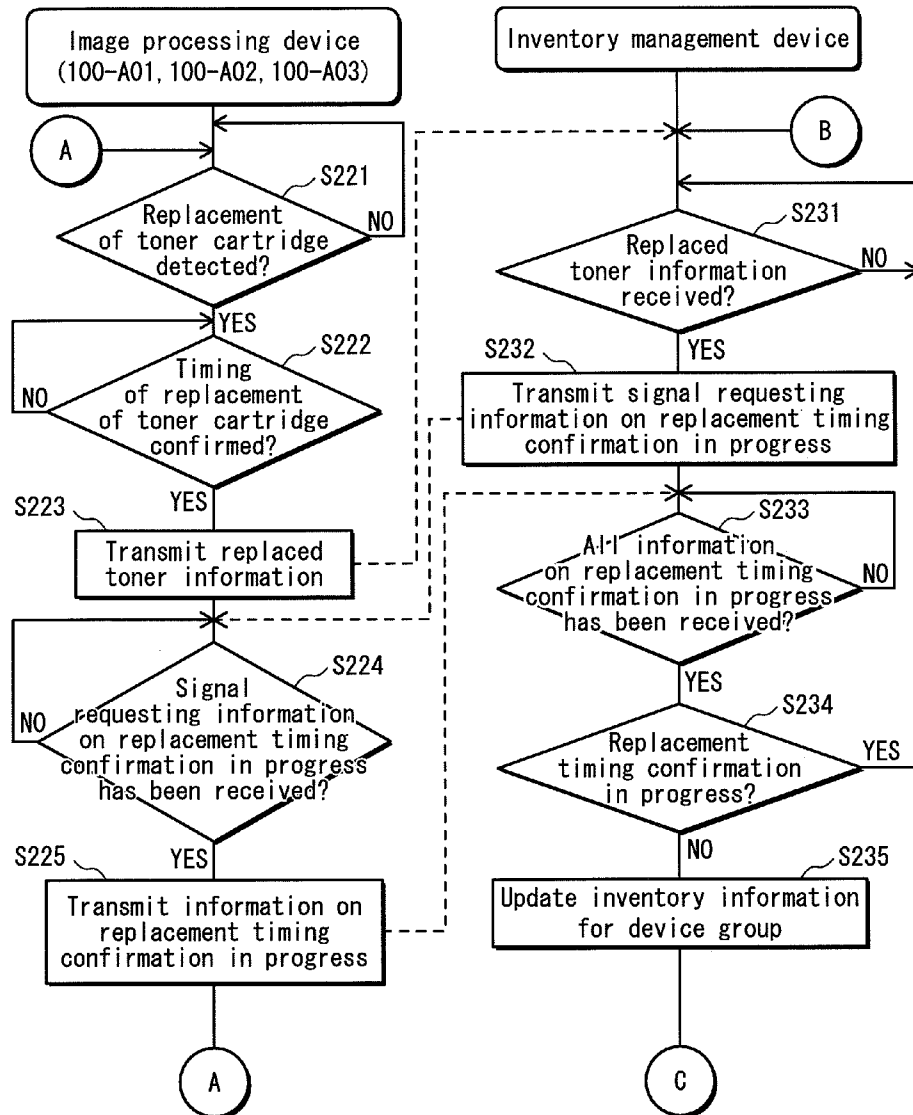 Image processing device
(100-A01, 100-A02, 100-A03)
A
S221
Replacement
of toner cartridge
detected?
NO
YES
S222
Timing
of replacement
of toner cartridge
confirmed?
NO
YES
S223
Transmit replaced
toner information
S224
Signal
requesting information
on replacement timing
confirmation in progress
has been received?
NO
YES
S225
Transmit information on
replacement timing
confirmation in progress
A
Inventory management device
B
S231
Replaced
toner information
received?
NO
YES
S232
Transmit signal requesting
information on replacement timing
confirmation in progress
S233
All information
on replacement timing
confirmation in progress
has been received?
NO
YES
S234
Replacement
timing confirmation
in progress?
YES
NO
S235
Update inventory information
for device group
C